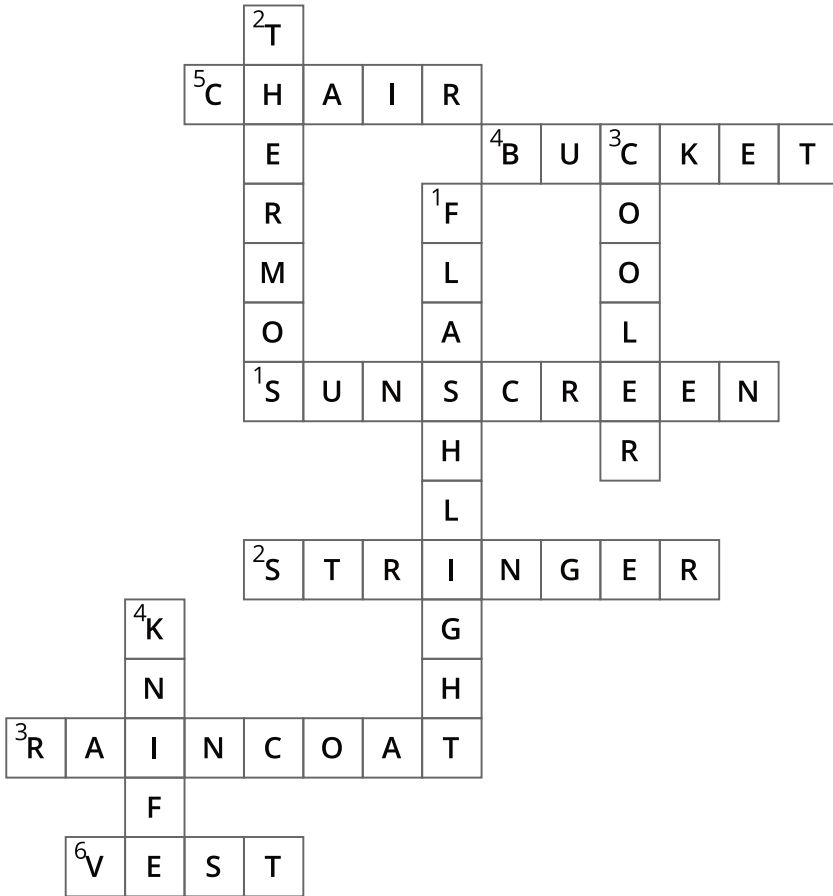 2T
5C H A I R
E 4B U 3C K E T
R 1F O
M L O
O A L
1S U N S C R E E N
H R
L
2S T R I N G E R
4K G
N H
3R A I N C O A T
F
6V E S T